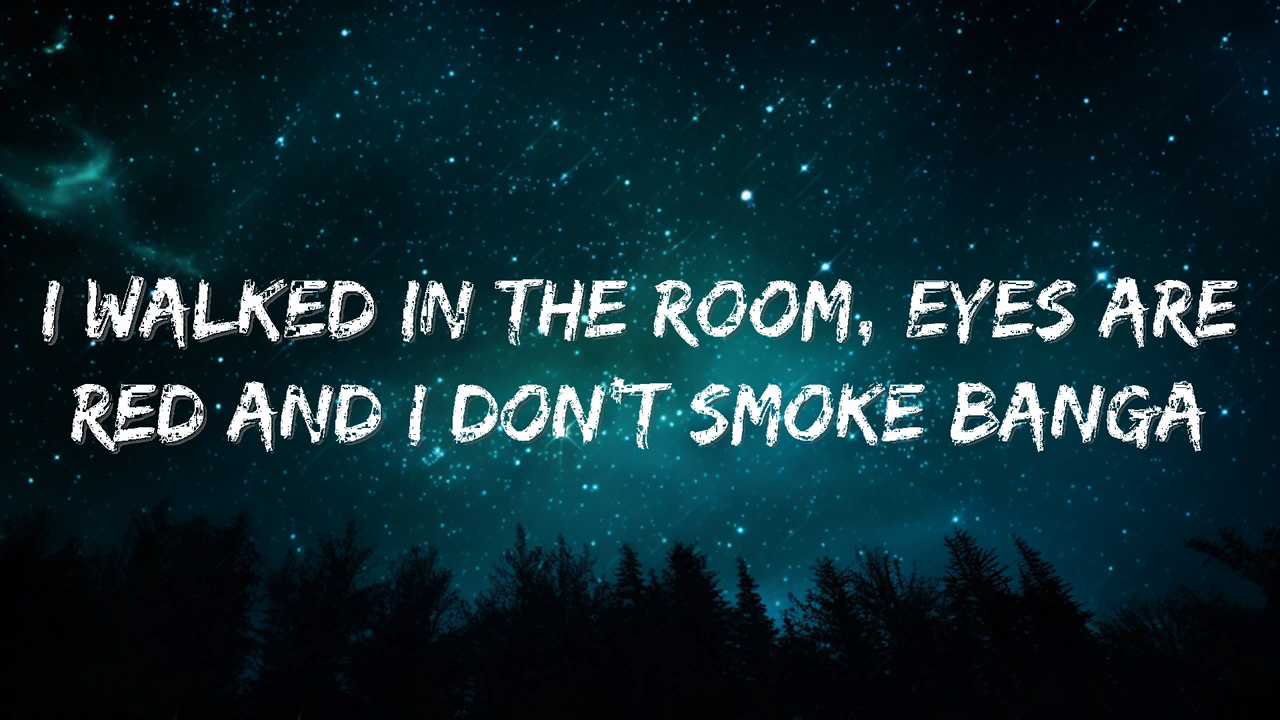 I WALKED IN THE ROOM, EYES ARE
RED AND I DON'T SMOKE BANGA